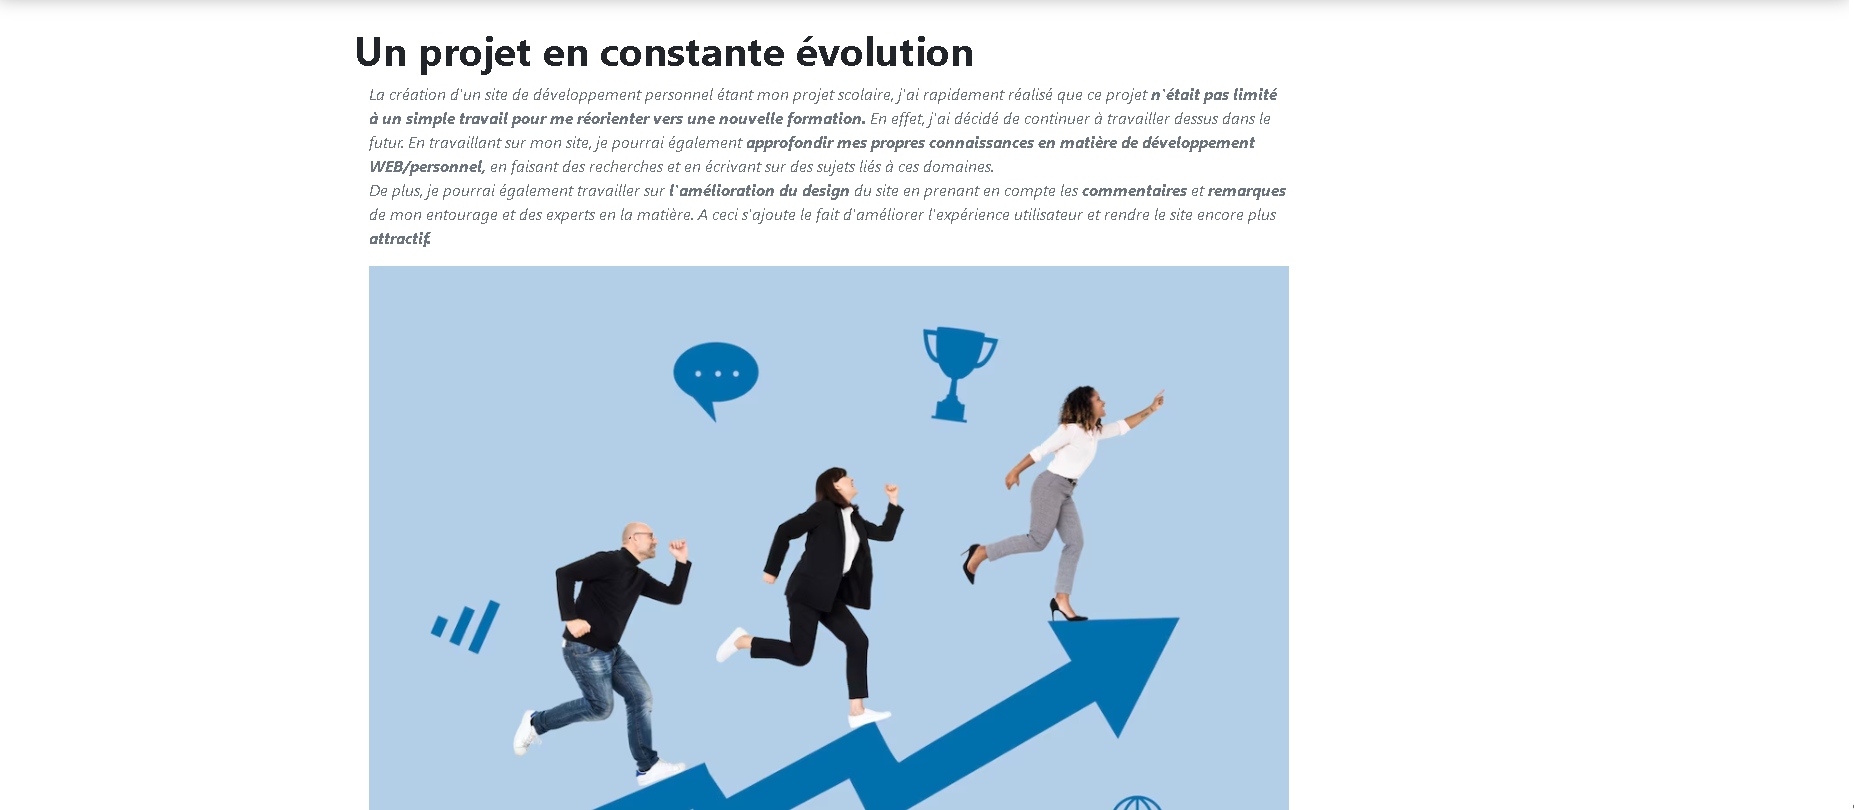 Un projet en constante évolution
La création d'un site de développement personnel étant mon projet scolaire, j'ai rapidement réalisé que ce projet n'était pas limité
à un simple travail pour me réorienter vers une nouvelle formation. En effet, j'ai décidé de continuer à travailler dessus dans le
futur. En travaillant sur mon site, je pourrai également approfondir mes propres connaissances en matière de développement
WEB/personnel, en faisant des recherches et en écrivant sur des sujets liés à ces domaines.
De plus, je pourrai également travailler sur l'amélioration du design du site en prenant en compte les commentaires et remarques
de mon entourage et des experts en la matière. A ceci s'ajoute le fait d'améliorer l'expérience utilisateur et rendre le site encore plus
attractif.